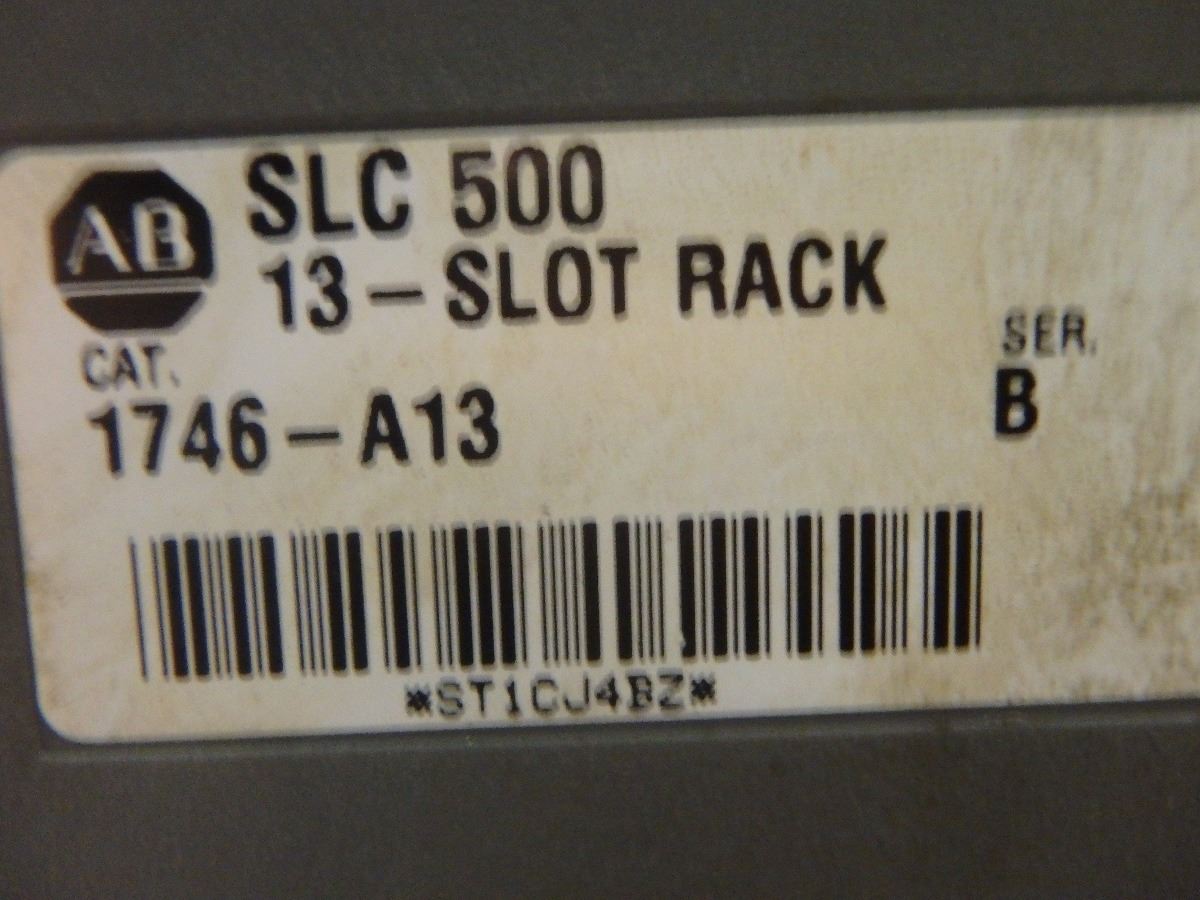 AB
SLC 500
13-SLOT RACK
CAT.
SER.
1746-A13
B
*ST1CJ4BZ*